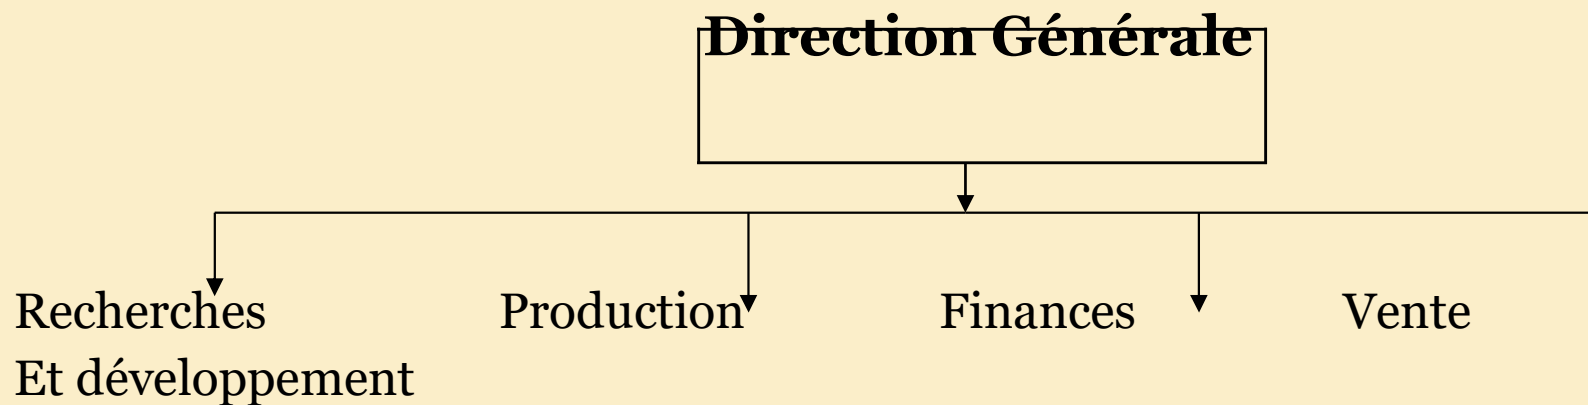 Direction Générale
Recherches Production Finances Vente
Et développement